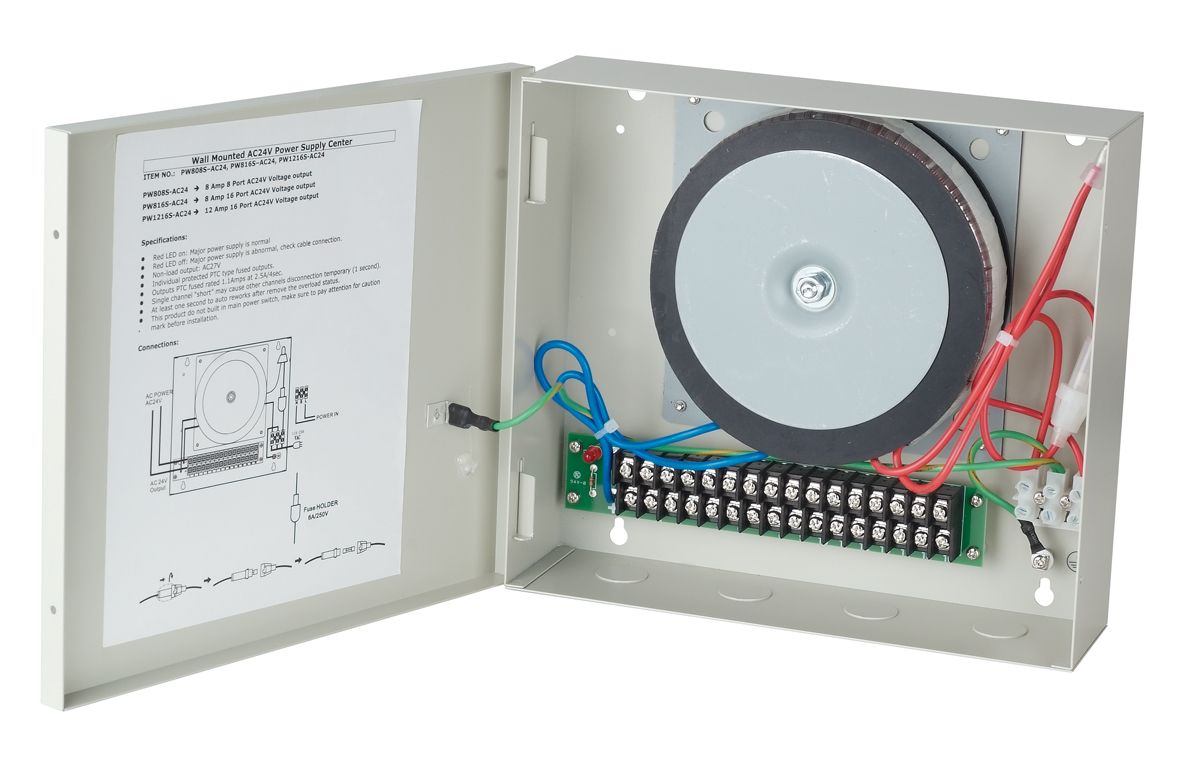 Wall Mounted AC24V Power Supply Center
ITEM NO.: PW808S-AC24, PW816S-AC24, PW1216S-AC24
PW808S-AC24 → 8 Amp 8 Port AC24V Voltage output
PW816S-AC24 → 8 Amp 16 Port AC24V Voltage output
PW1216S-AC24 → 12 Amp 16 Port AC24V Voltage output
Specifications:
● Red LED on: Major power supply is normal
● Red LED off: Major power supply is abnormal, check cable connection.
● Non-load output: AC27V
● Individual protected PTC type fused outputs.
● Outputs PTC fused rated 1.1Amps at 2.5A/4sec.
● Single channel "short" may cause other channels disconnection temporary (1 second).
● At least one second to auto reworks after remove the overload status.
● This product do not built in main power switch, make sure to pay attention for caution
mark before installation.
Connections:
AC POWER
AC24V
POWER IN
AC24V
Output
Fuse HOLDER
6A/250V
94V-0